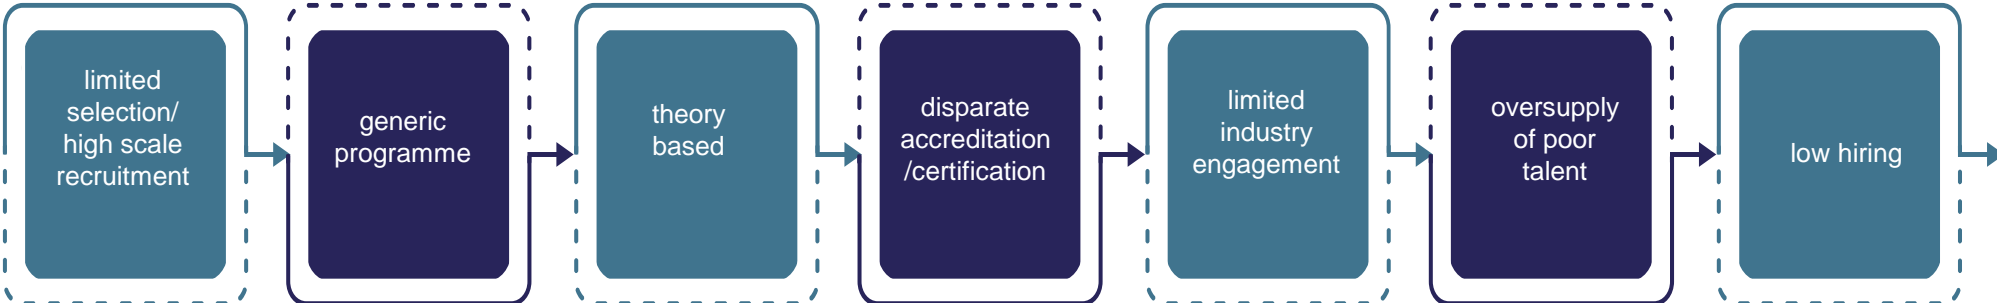 limited
selection/
high scale
recruitment
generic
programme
theory
based
disparate
accreditation
/certification
limited
industry
engagement
oversupply
of poor
talent
low hiring